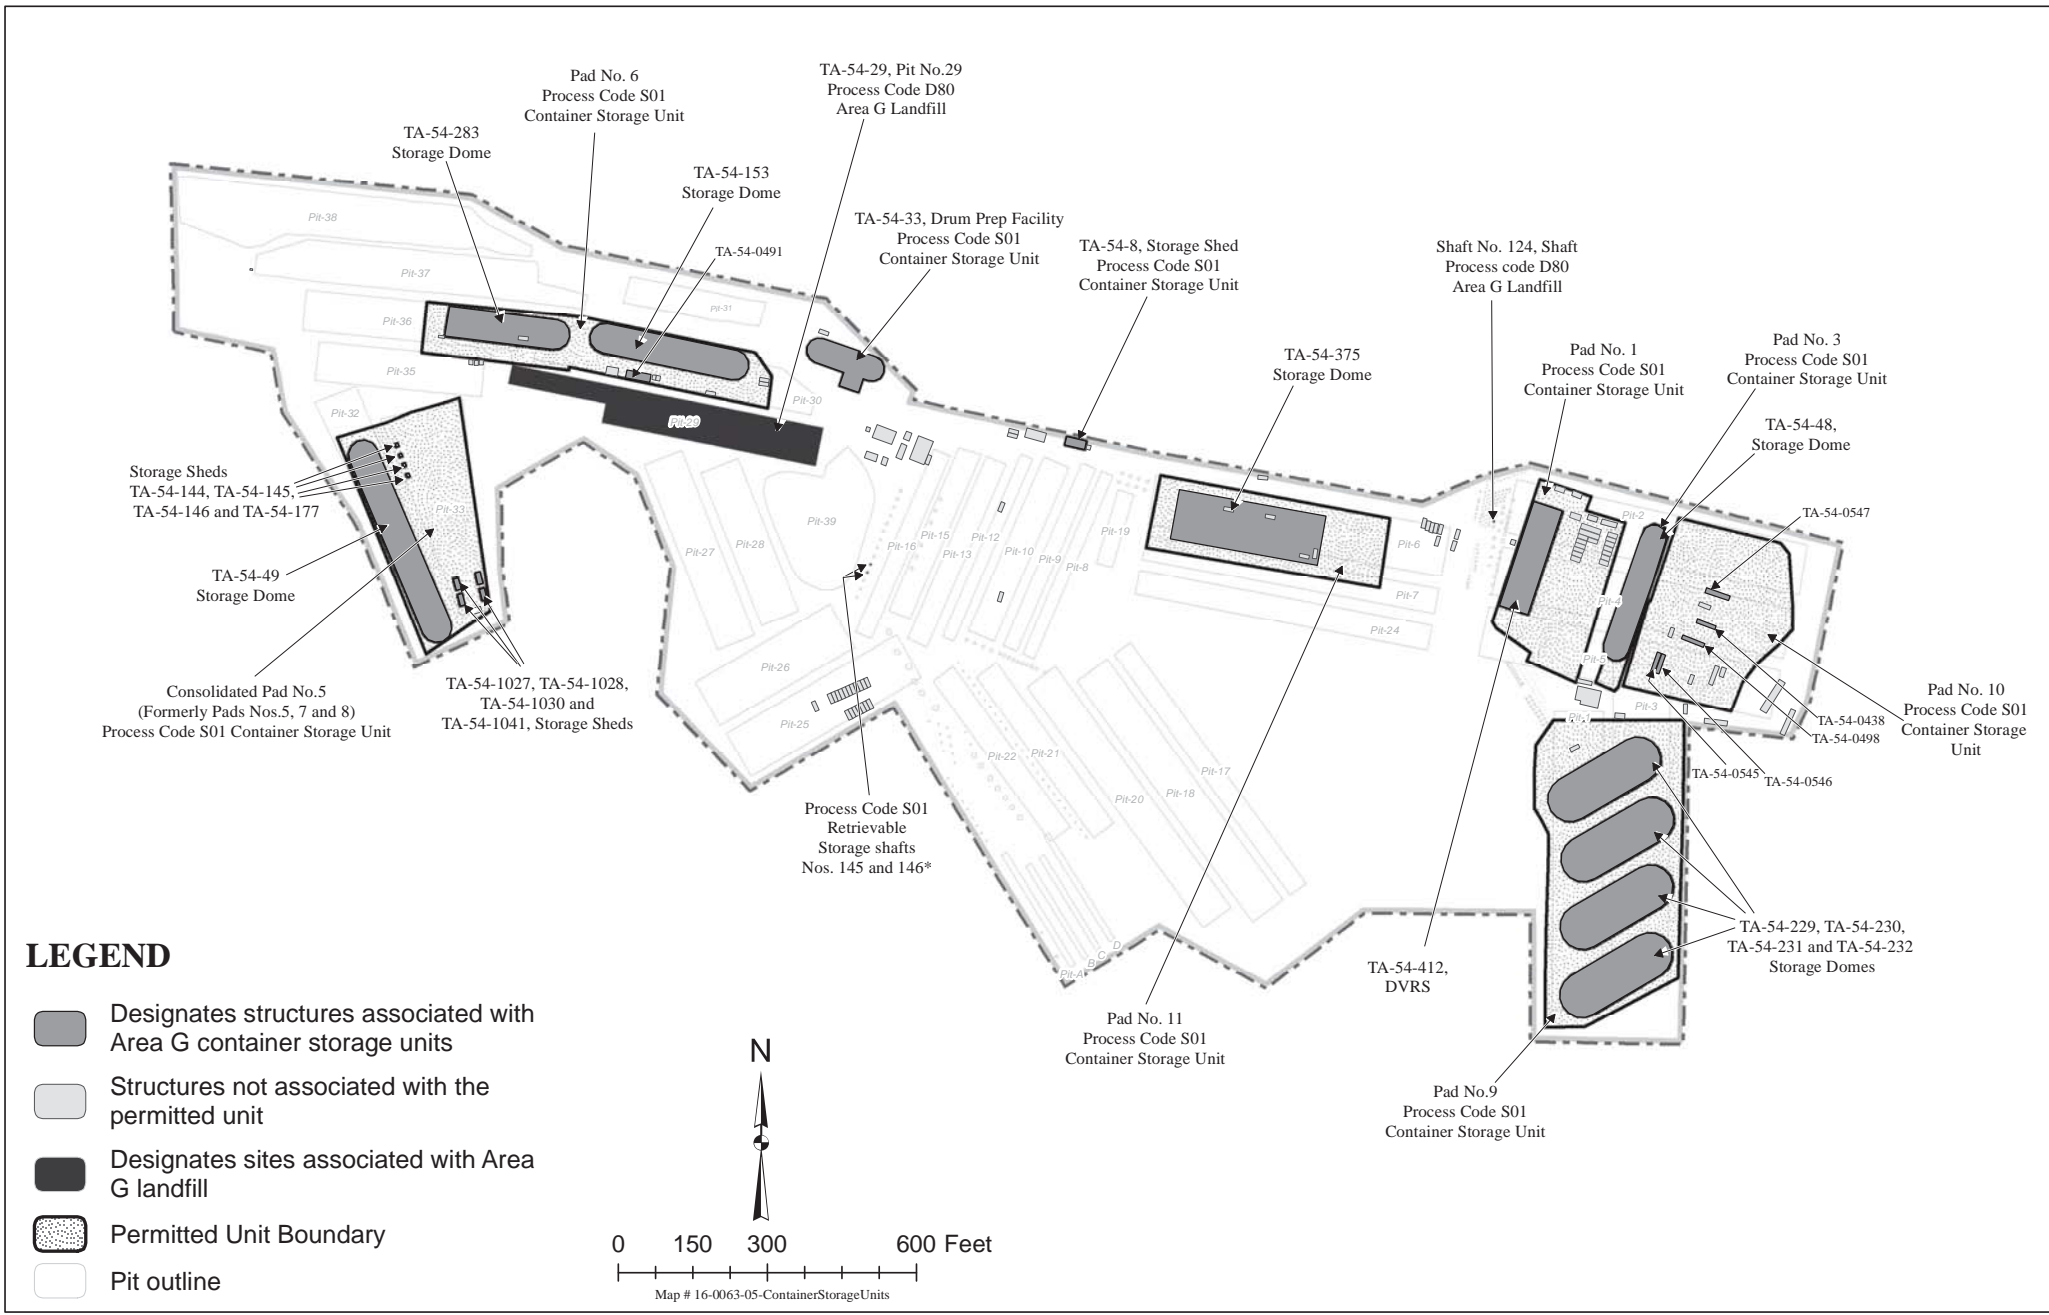 Pad No. 6
Process Code S01
Container Storage Unit
TA-54-29, Pit No.29
Process Code D80
Area G Landfill
TA-54-283
Storage Dome
TA-54-153
Storage Dome
TA-54-0491
TA-54-33, Drum Prep Facility
Process Code S01
Container Storage Unit
TA-54-8, Storage Shed
Process Code S01
Container Storage Unit
Shaft No. 124, Shaft
Process code D80
Area G Landfill
TA-54-375
Storage Dome
Pad No. 1
Process Code S01
Container Storage Unit
Pad No. 3
Process Code S01
Container Storage Unit
TA-54-48,
Storage Dome
TA-54-0547
Pit-38
Pit-37
Pit-36
Pit-31
Pit-35
Pit-30
Pit-32
Pit-29
Pit-33
Pit-27
Pit-28
Pit-39
Pit-16
Pit-15
Pit-13
Pit-12
Pit-10
Pit-9
Pit-8
Pit-19
Pit-6
Pit-7
Pit-24
Pit-2
Pit-4
Pit-5
Pit-3
Pit-1
Pit-26
Pit-25
Pit-22
Pit-21
Pit-20
Pit-18
Pit-17
Pit-A
B
C
D
Storage Sheds
TA-54-144, TA-54-145,
TA-54-146 and TA-54-177
TA-54-49
Storage Dome
Consolidated Pad No.5
(Formerly Pads Nos.5, 7 and 8)
Process Code S01 Container Storage Unit
TA-54-1027, TA-54-1028,
TA-54-1030 and
TA-54-1041, Storage Sheds
Process Code S01
Retrievable
Storage shafts
Nos. 145 and 146*
Pad No. 10
Process Code S01
Container Storage
Unit
TA-54-0438
TA-54-0498
TA-54-0545
TA-54-0546
TA-54-229, TA-54-230,
TA-54-231 and TA-54-232
Storage Domes
TA-54-412,
DVRS
Pad No. 11
Process Code S01
Container Storage Unit
Pad No.9
Process Code S01
Container Storage Unit
LEGEND
Designates structures associated with
Area G container storage units
Structures not associated with the
permitted unit
Designates sites associated with Area
G landfill
Permitted Unit Boundary
Pit outline
N
0 150 300 600 Feet
Map # 16-0063-05-ContainerStorageUnits